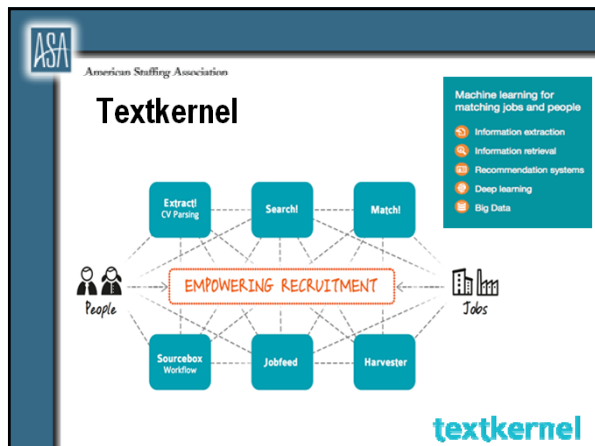 ASA
American Staffing Association
Textkernel
Machine learning for
matching jobs and people
Information extraction
Information retrieval
Recommendation systems
Deep learning
Big Data
Extract!
CV Parsing
Search!
Match!
People
EMPOWERING RECRUITMENT
Jobs
Sourcebox
Workflow
Jobfeed
Harvester
textkernel